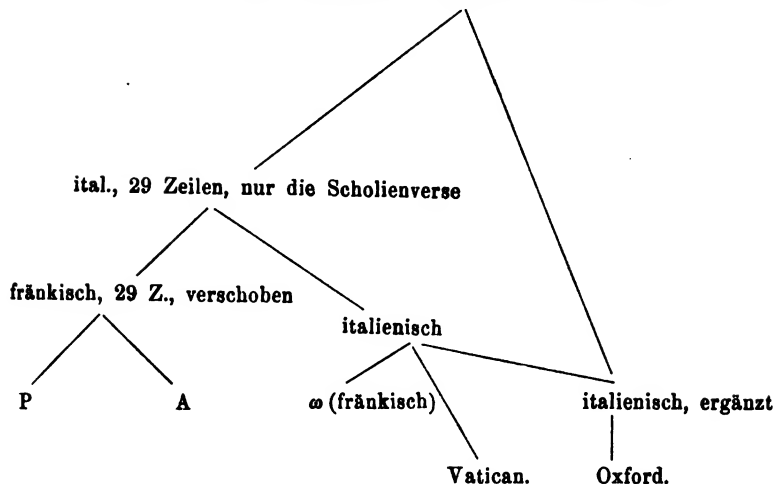 ital., 29 Zeilen, nur die Scholienverse
fränkisch, 29 Z., verschoben
italienisch
P A ω (fränkisch) italienisch, ergänzt
Vatican. Oxford.